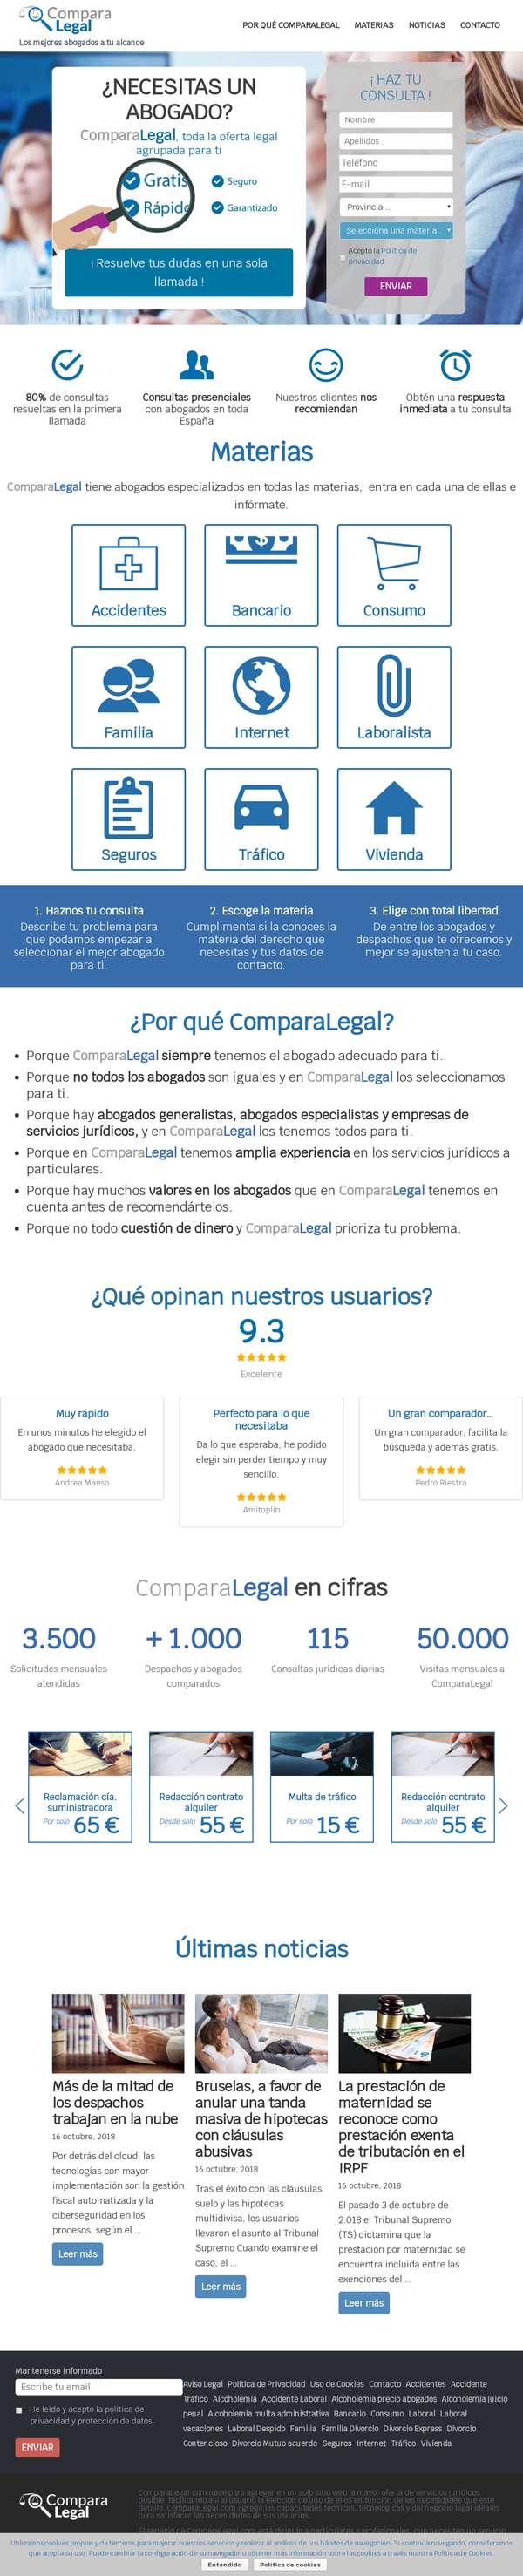 Compara
Legal
Los mejores abogados a tu alcance
POR QUÉ COMPARALEGAL MATERIAS NOTICIAS CONTACTO
¿NECESITAS UN
ABOGADO?
ComparaLegal, toda la oferta legal
agrupada para ti
Gratis
Seguro
Rápido
Garantizado
¡ Resuelve tus dudas en una sola
llamada !
¡ HAZ TU
CONSULTA !
Nombre
Apellidos
Teléfono
E-mail
Provincia...
Selecciona una materia...
Acepto la Política de
privacidad
ENVIAR
80% de consultas
resueltas en la primera
llamada
Consultas presenciales
con abogados en toda
España
Nuestros clientes nos
recomiendan
Obtén una respuesta
inmediata a tu consulta
Materias
ComparaLegal tiene abogados especializados en todas las materias, entra en cada una de ellas e
infórmate.
Accidentes
Bancario
Consumo
Familia
Internet
Laboralista
Seguros
Tráfico
Vivienda
1. Haznos tu consulta
Describe tu problema para
que podamos empezar a
seleccionar el mejor abogado
para ti.
2. Escoge la materia
Cumplimenta si la conoces la
materia del derecho que
necesitas y tus datos de
contacto.
3. Elige con total libertad
De entre los abogados y
despachos que te ofrecemos y
mejor se ajusten a tu caso.
¿Por qué ComparaLegal?
Porque ComparaLegal siempre tenemos el abogado adecuado para ti.
Porque no todos los abogados son iguales y en ComparaLegal los seleccionamos
para ti.
Porque hay abogados generalistas, abogados especialistas y empresas de
servicios jurídicos, y en ComparaLegal los tenemos todos para ti.
Porque en ComparaLegal tenemos amplia experiencia en los servicios jurídicos a
particulares.
Porque hay muchos valores en los abogados que en ComparaLegal tenemos en
cuenta antes de recomendártelos.
Porque no todo cuestión de dinero y ComparaLegal prioriza tu problema.
¿Qué opinan nuestros usuarios?
9.3
Excelente
Muy rápido
En unos minutos he elegido el
abogado que necesitaba.
Andrea Manso
Perfecto para lo que
necesitaba
Da lo que esperaba, he podido
elegir sin perder tiempo y muy
sencillo.
Amitoplin
Un gran comparador...
Un gran comparador, facilita la
búsqueda y además gratis.
Pedro Riestra
ComparaLegal en cifras
3.500
Solicitudes mensuales
atendidas
+ 1.000
Despachos y abogados
comparados
115
Consultas jurídicas diarias
50.000
Visitas mensuales a
ComparaLegal
Reclamación cía.
suministradora
Por solo 65 €
Redacción contrato
alquiler
Desde solo 55 €
Multa de tráfico
Por solo 15 €
Redacción contrato
alquiler
Desde solo 55 €
Últimas noticias
Más de la mitad de
los despachos
trabajan en la nube
16 octubre, 2018
Por detrás del cloud, las
tecnologías con mayor
implementación son la gestión
fiscal automatizada y la
ciberseguridad en los
procesos, según el ...
Leer más
Bruselas, a favor de
anular una tanda
masiva de hipotecas
con cláusulas
abusivas
16 octubre, 2018
Tras el éxito con las cláusulas
suelo y las hipotecas
multidivisa, los usuarios
llevaron el asunto al Tribunal
Supremo Cuando examine el
caso, el ...
Leer más
La prestación de
maternidad se
reconoce como
prestación exenta
de tributación en el
IRPF
16 octubre, 2018
El pasado 3 de octubre de
2.018 el Tribunal Supremo
(TS) dictamina que la
prestación por maternidad se
encuentra incluida entre las
exenciones del ...
Leer más
Mantenerse informado
Escribe tu email
He leído y acepto la política de
privacidad y protección de datos.
ENVIAR
Aviso Legal Política de Privacidad Uso de Cookies Contacto Accidentes Accidente
Tráfico Alcoholemia Accidente Laboral Alcoholemia precio abogados Alcoholemia juicio
penal Alcoholemia multa administrativa Bancario Consumo Laboral Laboral
vacaciones Laboral Despido Familia Familia Divorcio Divorcio Express Divorcio
Contencioso Divorcio Mutuo acuerdo Seguros Internet Tráfico Vivienda
Compara
Legal
ComparaLegal.com nace para agregar en un solo sitio web la mayor oferta de servicios jurídicos
posible, facilitando así al usuario la elección de uno de ellos en función de las necesidades que este
detalle. ComparaLegal.com agrega las capacidades técnicas, tecnológicas y del negocio legal ideales
para satisfacer las necesidades de sus usuarios.
El servicio de ComparaLegal.com está dirigido a particulares y profesionales, que necesiten un servicio
Utilizamos cookies propias y de terceros para mejorar nuestros servicios y realizar el análisis de sus hábitos de navegación. Si continua navegando, consideramos
que acepta su uso. Puede cambiar la configuración de su navegador u obtener más información sobre las cookies a través nuestra Política de Cookies.
Entendido Política de cookies